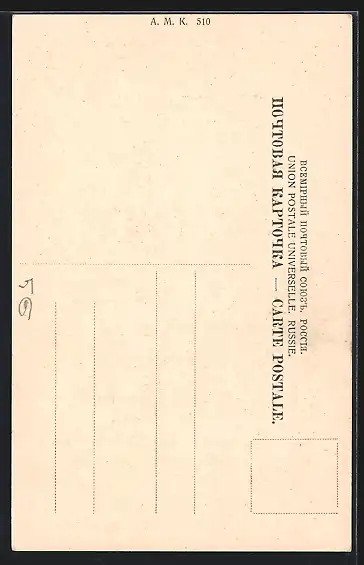 А. М. К. 510
ВСЕМІРНЫЙ ПОЧТОВЫЙ СОЮЗЪ. РОССІЯ.
UNION POSTALE UNIVERSELLE. RUSSIE.
ПОЧТОВАЯ КАРТОЧКА — CARTE POSTALE.